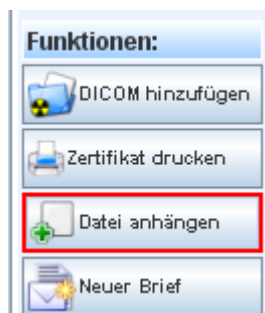 Funktionen:
DICOM hinzufügen
Zertifikat drucken
Datei anhängen
Neuer Brief